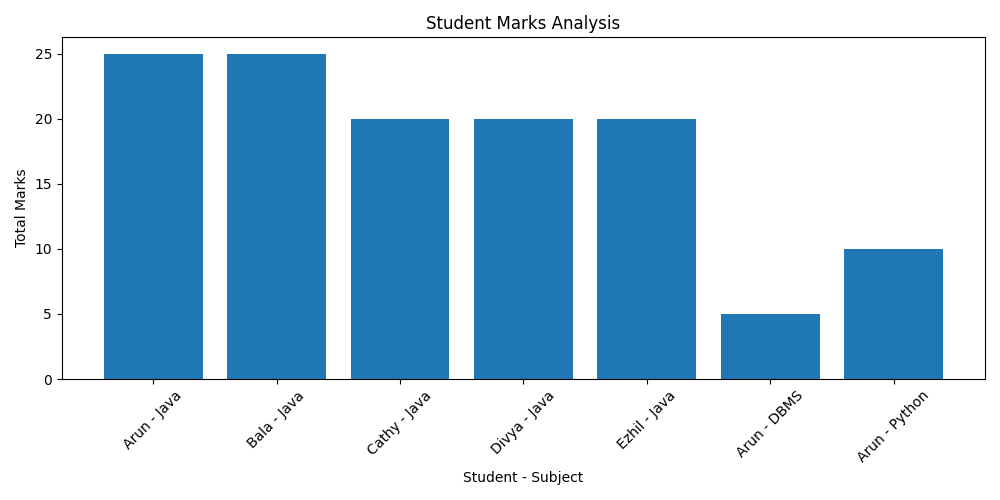 Student Marks Analysis
Total Marks
25
20
15
10
5
0
Arun - Java
Bala - Java
Cathy - Java
Divya - Java
Ezhil - Java
Arun - DBMS
Arun - Python
Student - Subject